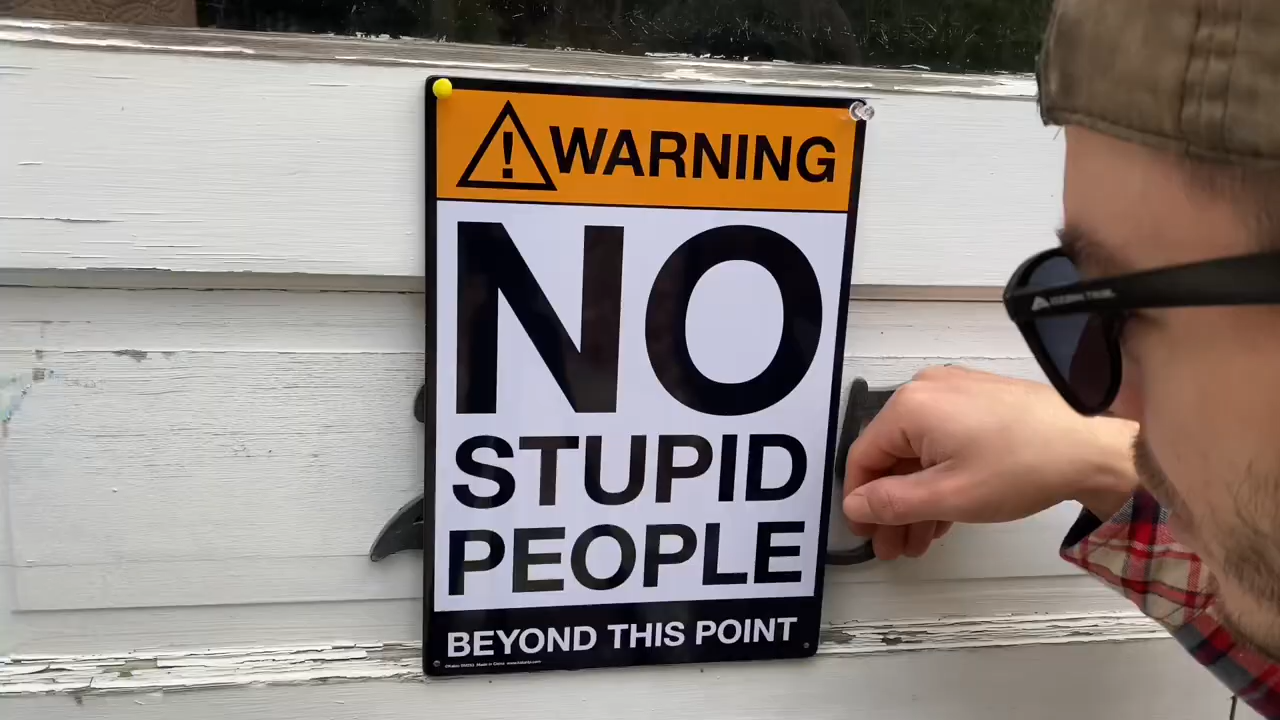 WARNING
NO
STUPID
PEOPLE
BEYOND THIS POINT